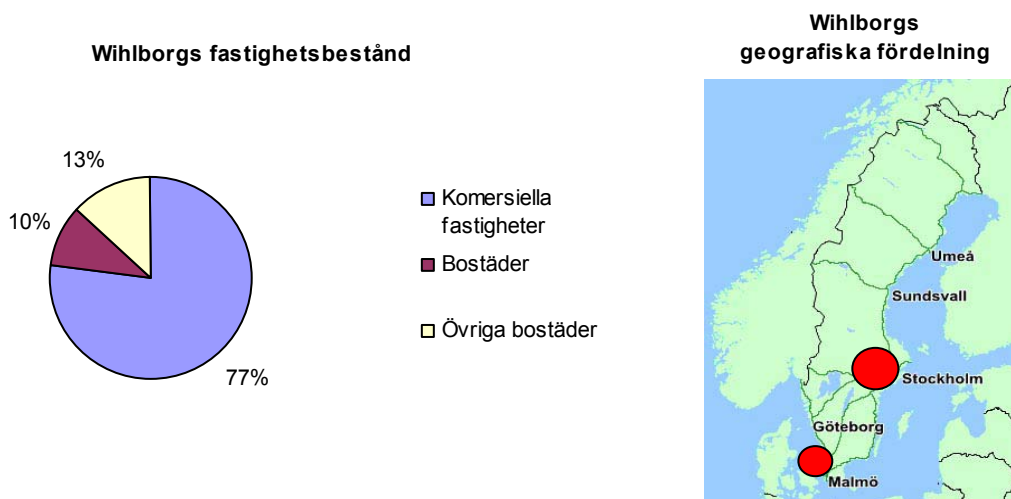 Wihlborgs fastighetsbestånd
13%
10%
77%
Komersiella
fastigheter
Bostäder
Övriga bostäder
Wihlborgs
geografiska fördelning
Umeå
Sundsvall
Stockholm
Göteborg
Malmö